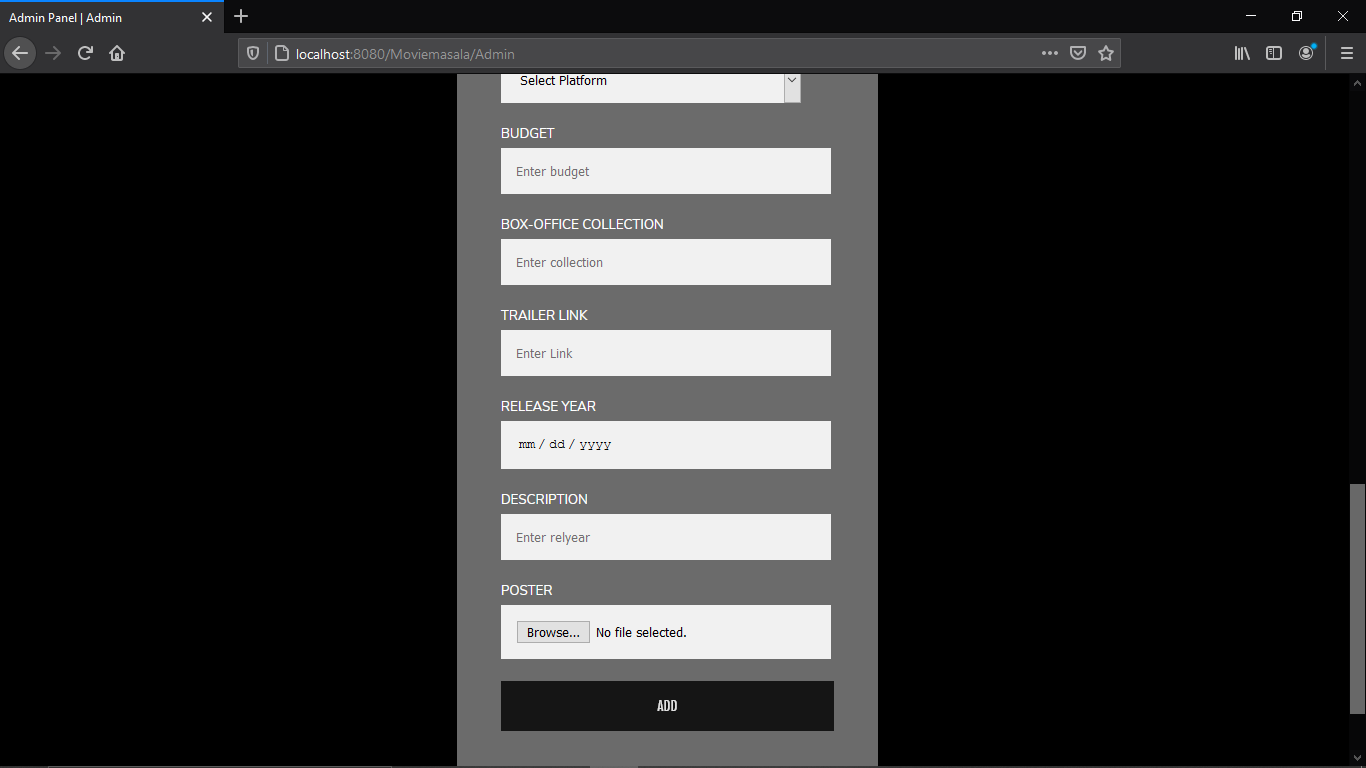 Admin Panel | Admin
localhost:8080/Moviemasala/Admin
Select Platform
BUDGET
Enter budget
BOX-OFFICE COLLECTION
Enter collection
TRAILER LINK
Enter Link
RELEASE YEAR
mm / dd / yyyy
DESCRIPTION
Enter relyear
POSTER
Browse... No file selected.
ADD